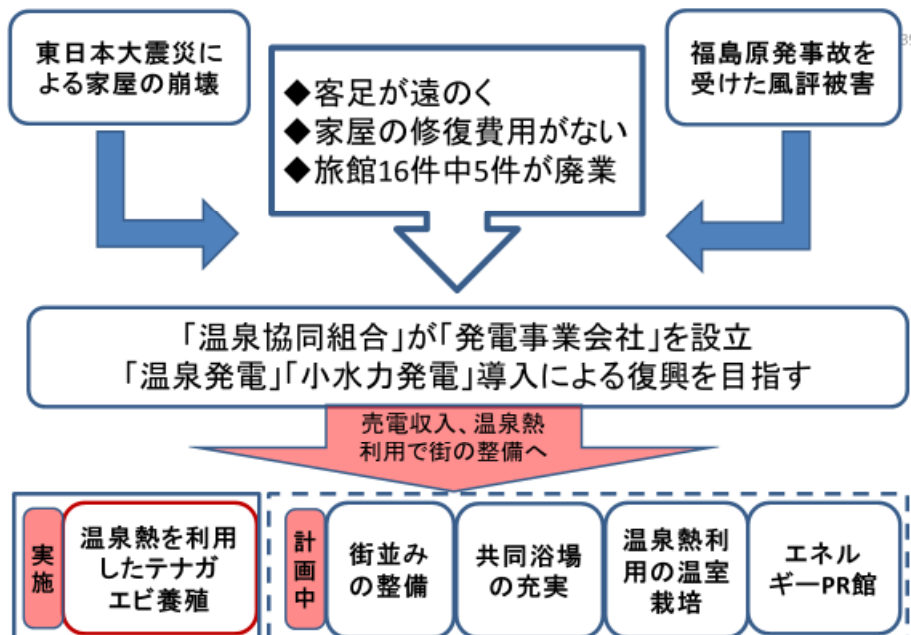 東日本大震災に
よる家屋の崩壊
福島原発事故を
受けた風評被害
◆客足が遠のく
◆家屋の修復費用がない
◆旅館16件中5件が廃業
「温泉協同組合」が「発電事業会社」を設立
「温泉発電」「小水力発電」導入による復興を目指す
売電収入、温泉熱
利用で街の整備へ
実施
温泉熱を利用
したテナガ
エビ養殖
計画中
街並み
の整備
共同浴場
の充実
温泉熱利
用の温室
栽培
エネル
ギーPR館